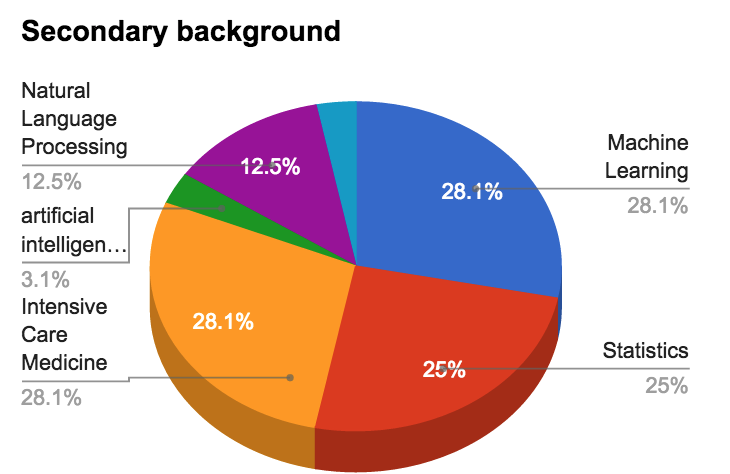 Secondary background
Natural
Language
Processing
12.5%
artificial
intelligen…
3.1%
Intensive
Care
Medicine
28.1%
12.5%
28.1%
28.1%
25%
Machine
Learning
28.1%
Statistics
25%